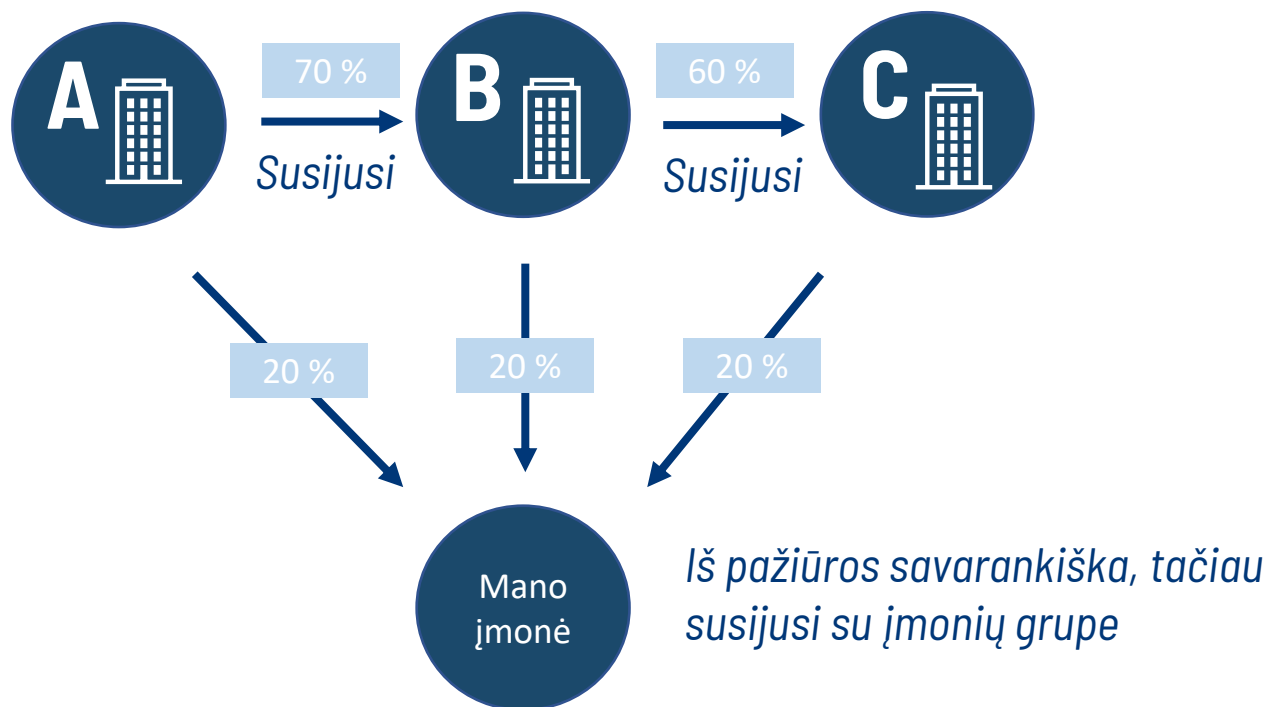 A
70 %
Susijusi
B
60 %
Susijusi
C
20 %
20 %
20 %
Mano
įmonė
Iš pažiūros savarankiška, tačiau
susijusi su įmonių grupe